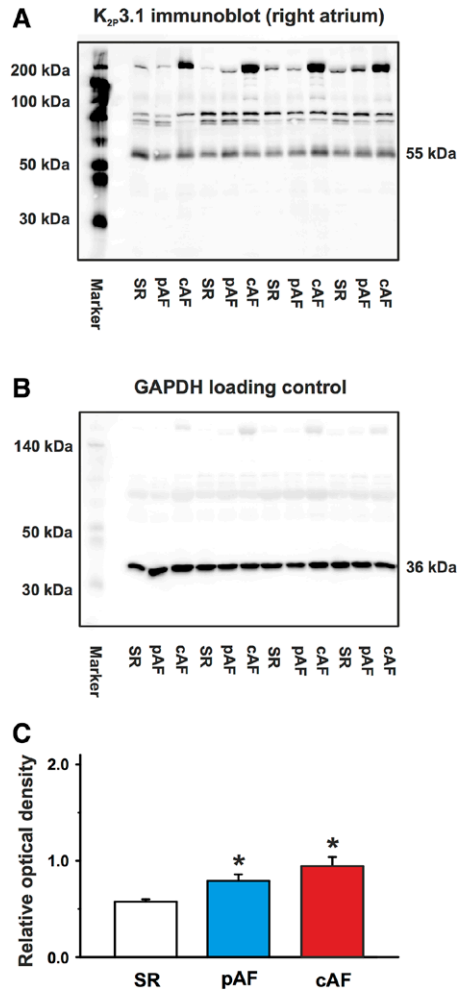 A
K₂ₚ3.1 immunoblot (right atrium)
200 kDa
100 kDa
50 kDa
30 kDa
55 kDa
Marker SR pAF cAF SR pAF cAF SR pAF cAF SR pAF cAF
B
GAPDH loading control
140 kDa
50 kDa
30 kDa
36 kDa
Marker SR pAF cAF SR pAF cAF SR pAF cAF SR pAF cAF
C
Relative optical density
2.0
1.0
0.0
* *
SR pAF cAF